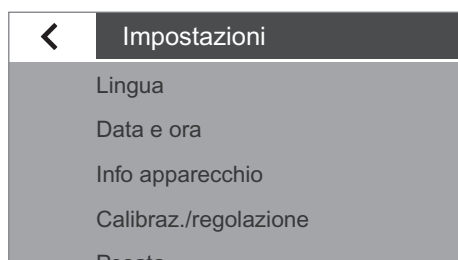 Impostazioni
Lingua
Data e ora
Info apparecchio
Calibraz./regolazione